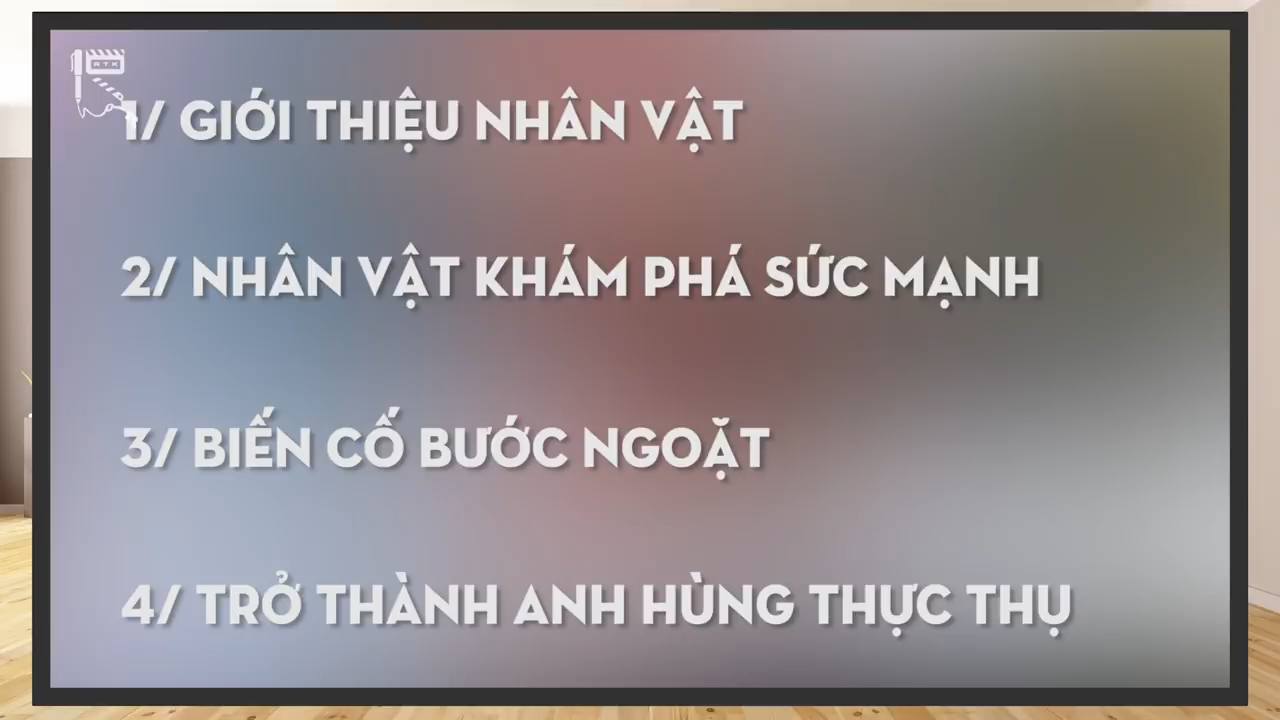 RTK
1/ GIỚI THIỆU NHÂN VẬT
2/ NHÂN VẬT KHÁM PHÁ SỨC MẠNH
3/ BIẾN CỐ BƯỚC NGOẶT
4/ TRỞ THÀNH ANH HÙNG THỰC THỤ